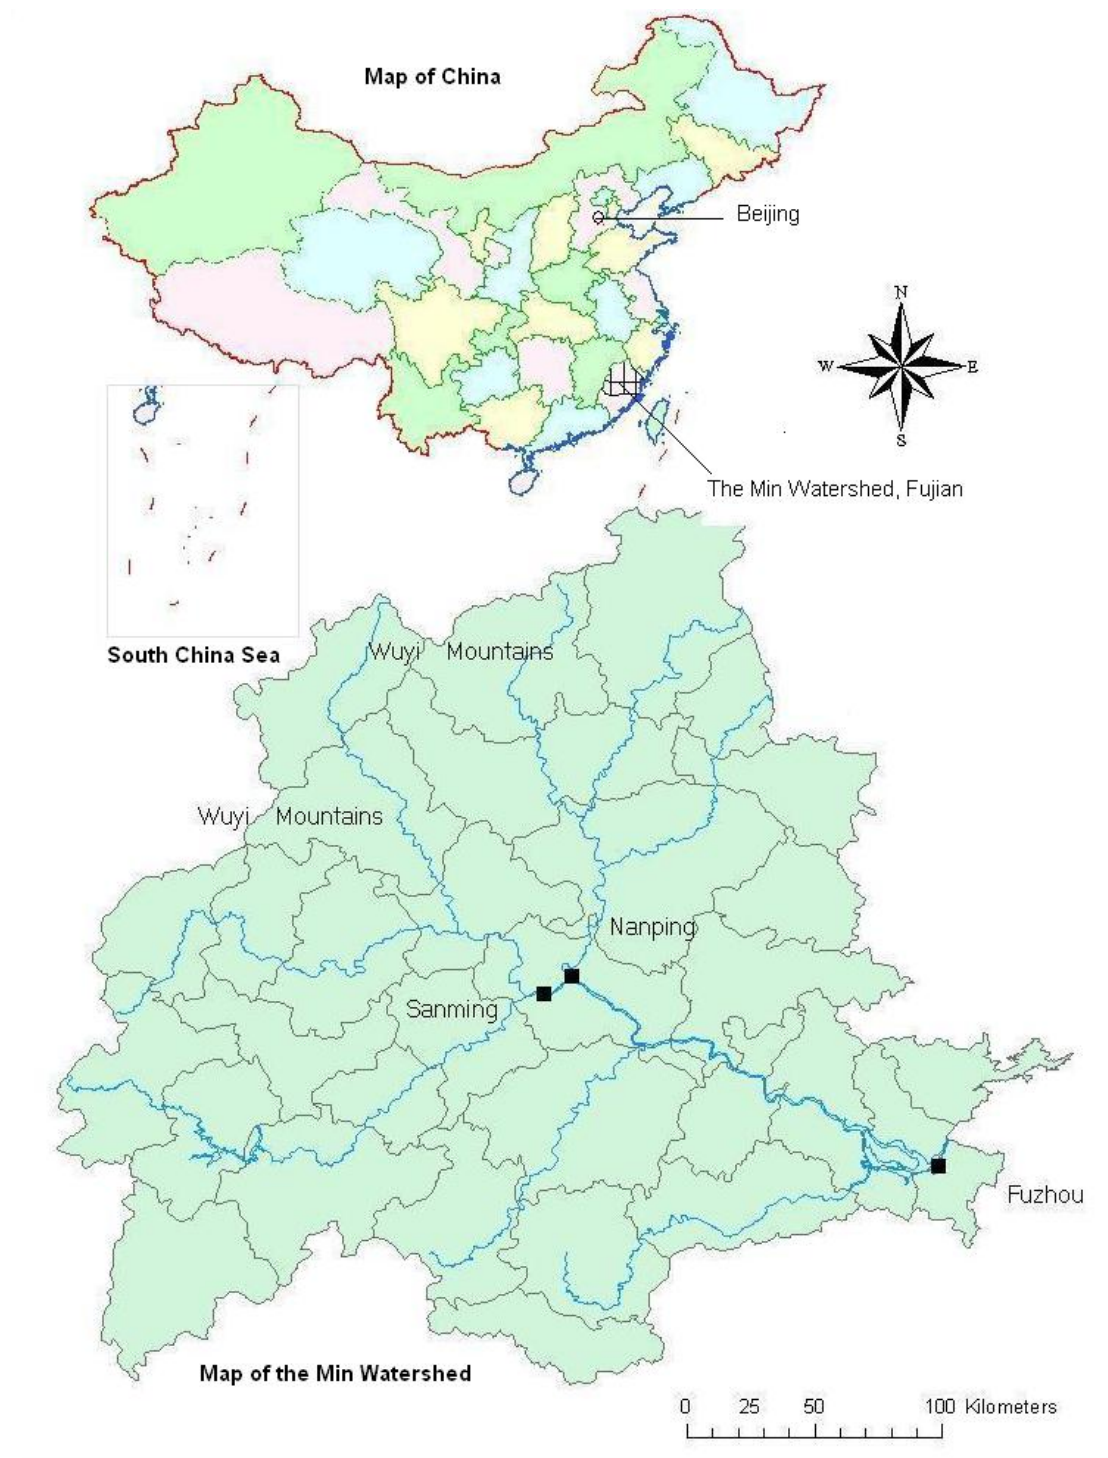 Map of China
Beijing
N
W E
S
The Min Watershed, Fujian
South China Sea
Wuyi Mountains
Wuyi Mountains
Nanping
Sanming
Fuzhou
Map of the Min Watershed
0 25 50 100 Kilometers